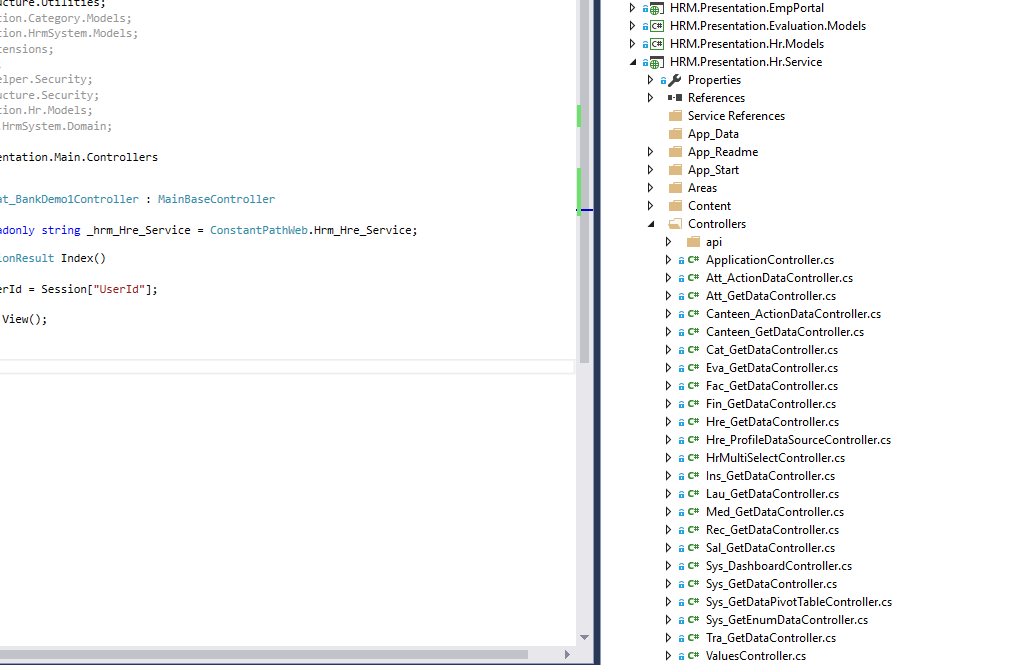 ucture.Utilities;
tion.Category.Models;
tion.HrmSystem.Models;
tensions;
elper.Security;
ucture.Security;
tion.Hr.Models;
.HrmSystem.Domain;
entation.Main.Controllers
at_BankDemo1Controller : MainBaseController
adonly string _hrm_Hre_Service = ConstantPathWeb.Hrm_Hre_Service;
ionResult Index()
erId = Session["UserId"];
View();
HRM.Presentation.EmpPortal
HRM.Presentation.Evaluation.Models
HRM.Presentation.Hr.Models
HRM.Presentation.Hr.Service
Properties
References
Service References
App_Data
App_Readme
App_Start
Areas
Content
Controllers
api
C# ApplicationController.cs
C# Att_ActionDataController.cs
C# Att_GetDataController.cs
C# Canteen_ActionDataController.cs
C# Canteen_GetDataController.cs
C# Cat_GetDataController.cs
C# Eva_GetDataController.cs
C# Fac_GetDataController.cs
C# Fin_GetDataController.cs
C# Hre_GetDataController.cs
C# Hre_ProfileDataSourceController.cs
C# HrMultiSelectController.cs
C# Ins_GetDataController.cs
C# Lau_GetDataController.cs
C# Med_GetDataController.cs
C# Rec_GetDataController.cs
C# Sal_GetDataController.cs
C# Sys_DashboardController.cs
C# Sys_GetDataController.cs
C# Sys_GetDataPivotTableController.cs
C# Sys_GetEnumDataController.cs
C# Tra_GetDataController.cs
C# ValuesController.cs